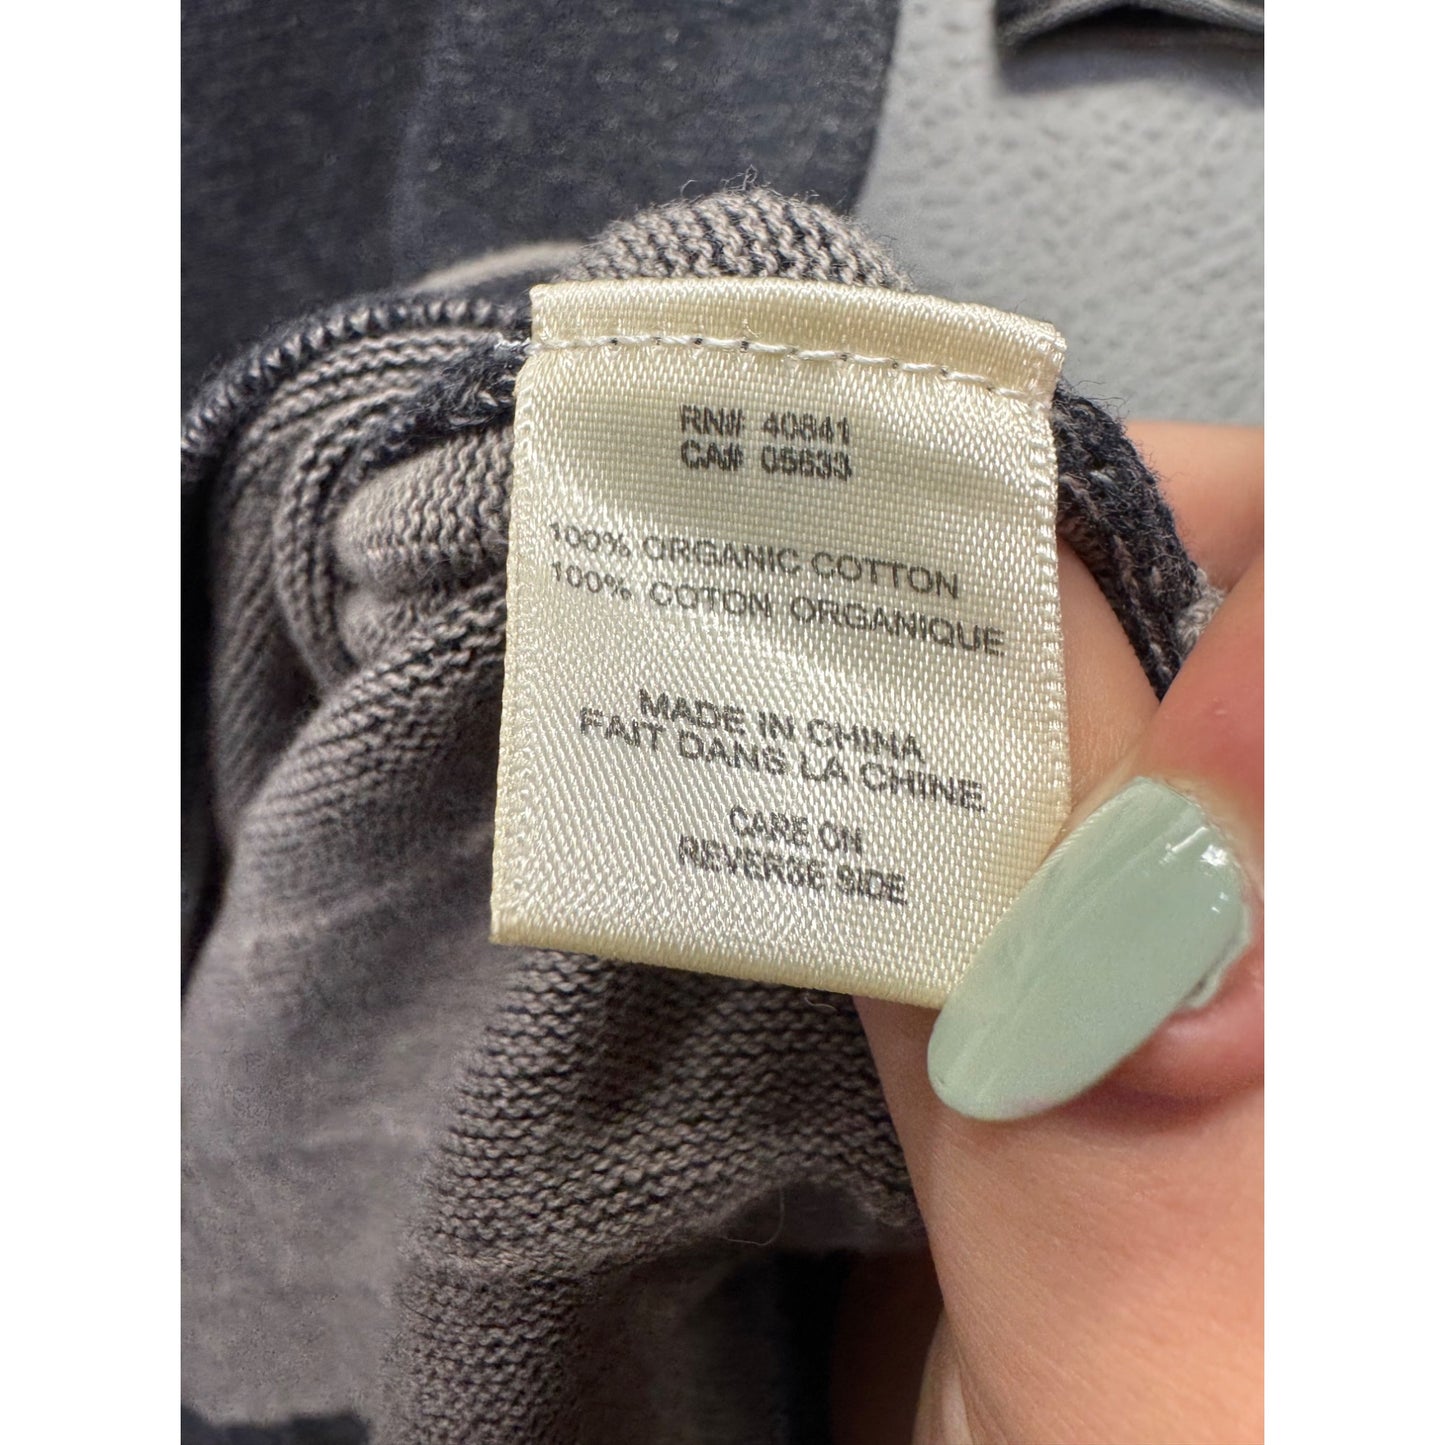 RN# 40841
CA# 05633
100% ORGANIC COTTON
100% COTON ORGANIQUE
MADE IN CHINA
FAIT DANS LA CHINE
CARE ON
REVERSE SIDE